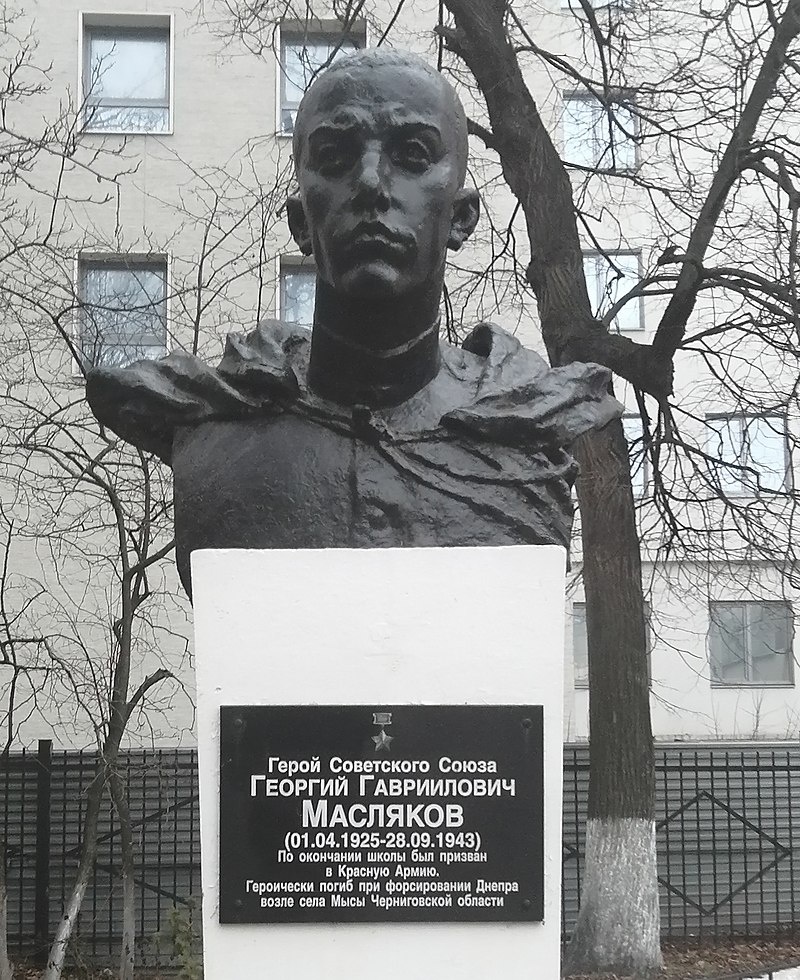 Герой Советского Союза
Георгий Гавриилович
Масляков
(01.04.1925-28.09.1943)
По окончании школы был призван
в Красную Армию.
Героически погиб при форсировании Днепра
возле села Мысы Черниговской области